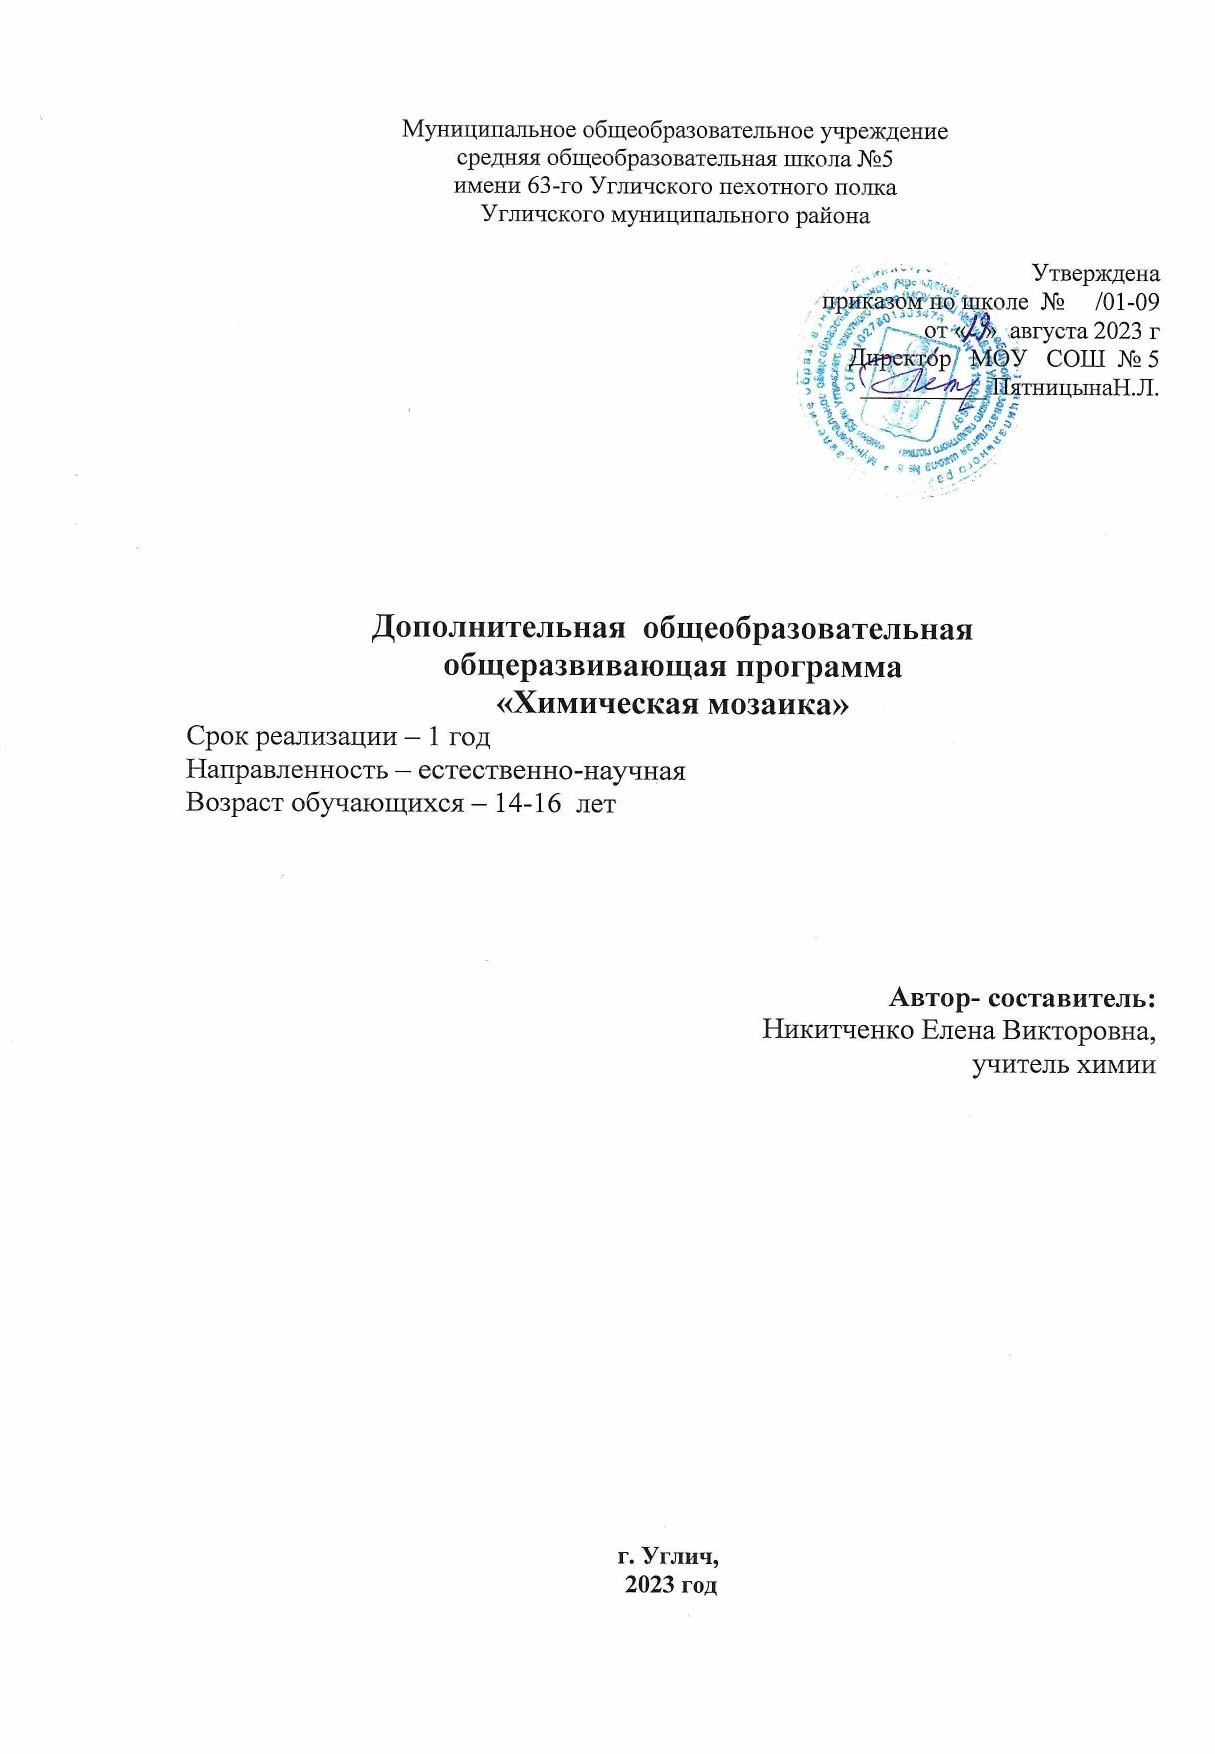 Муниципальное общеобразовательное учреждение
средняя общеобразовательная школа №5
имени 63-го Угличского пехотного полка
Угличского муниципального района
Утверждена
приказом по школе № /01-09
от « » августа 2023 г
Директор МОУ СОШ № 5
ПятницынаН.Л.
Дополнительная общеобразовательная
общеразвивающая программа
«Химическая мозаика»
Срок реализации – 1 год
Направленность – естественно-научная
Возраст обучающихся – 14-16 лет
Автор- составитель:
Никитченко Елена Викторовна,
учитель химии
г. Углич,
2023 год